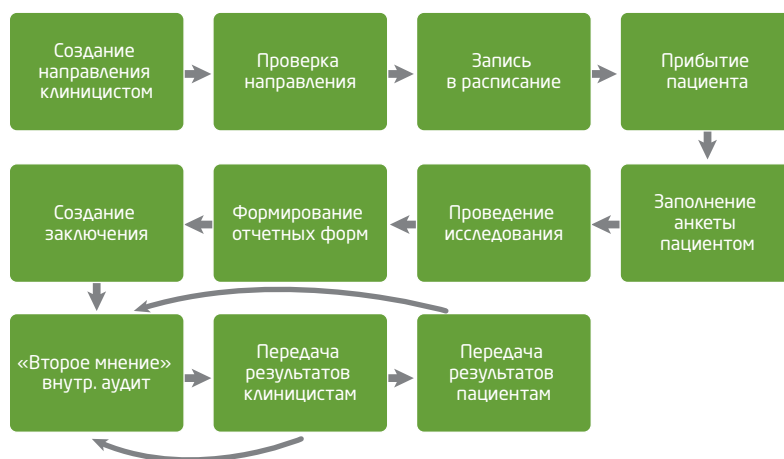 Создание
направления
клиницистом
Проверка
направления
Запись
в расписание
Прибытие
пациента
Заполнение
анкеты
пациентом
Проведение
исследования
Формирование
отчетных форм
Создание
заключения
«Второе мнение»
внутр. аудит
Передача
результатов
клиницистам
Передача
результатов
пациентам